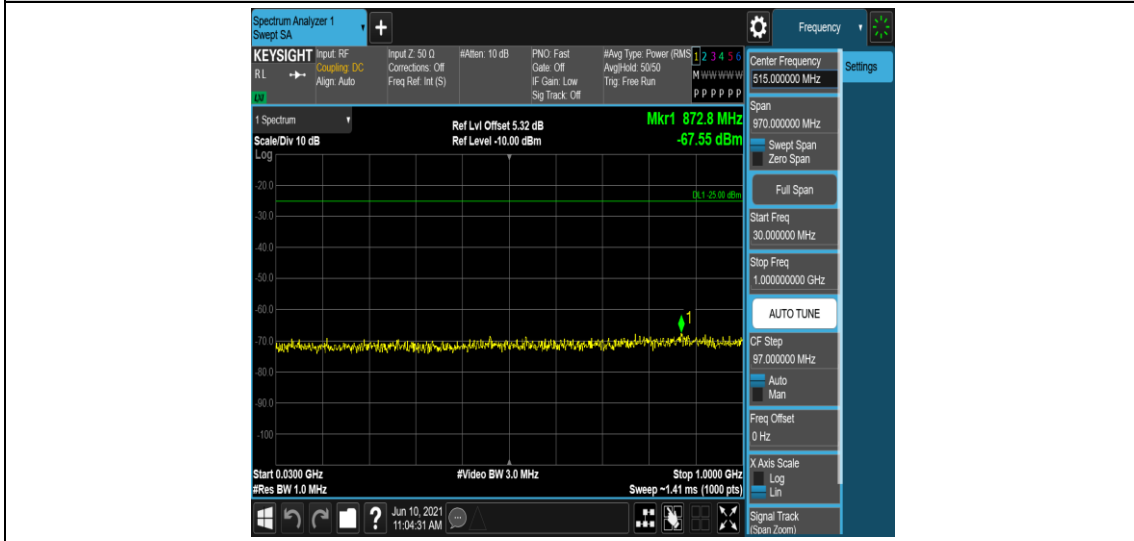 Spectrum Analyzer 1
Swept SA
+
Frequency
KEYSIGHT
RL
LNI
Input: RF
Coupling: DC
Align: Auto
Input Z: 50 Ω
Corrections: Off
Freq Ref: Int (S)
#Atten: 10 dB
PNO: Fast
Gate: Off
IF Gain: Low
Sig Track: Off
#Avg Type: Power (RMS
Avg|Hold: 50/50
Trig: Free Run
1 2 3 4 5 6
M W W W W W
P P P P P P
1 Spectrum
Scale/Div 10 dB
Log
Ref Lvl Offset 5.32 dB
Ref Level -10.00 dBm
Mkr1 872.8 MHz
-67.55 dBm
DL1 -25.00 dBm
-20.0
-30.0
-40.0
-50.0
-60.0
-70.0
-80.0
-90.0
-100
1
Start 0.0300 GHz
#Res BW 1.0 MHz
#Video BW 3.0 MHz
Stop 1.0000 GHz
Sweep ~1.41 ms (1000 pts)
?
Jun 10, 2021
11:04:31 AM
Center Frequency
515.000000 MHz
Span
970.000000 MHz
Swept Span
Zero Span
Full Span
Start Freq
30.000000 MHz
Stop Freq
1.000000000 GHz
AUTO TUNE
CF Step
97.000000 MHz
Auto
Man
Freq Offset
0 Hz
X Axis Scale
Log
Lin
Signal Track
(Span Zoom)
Settings